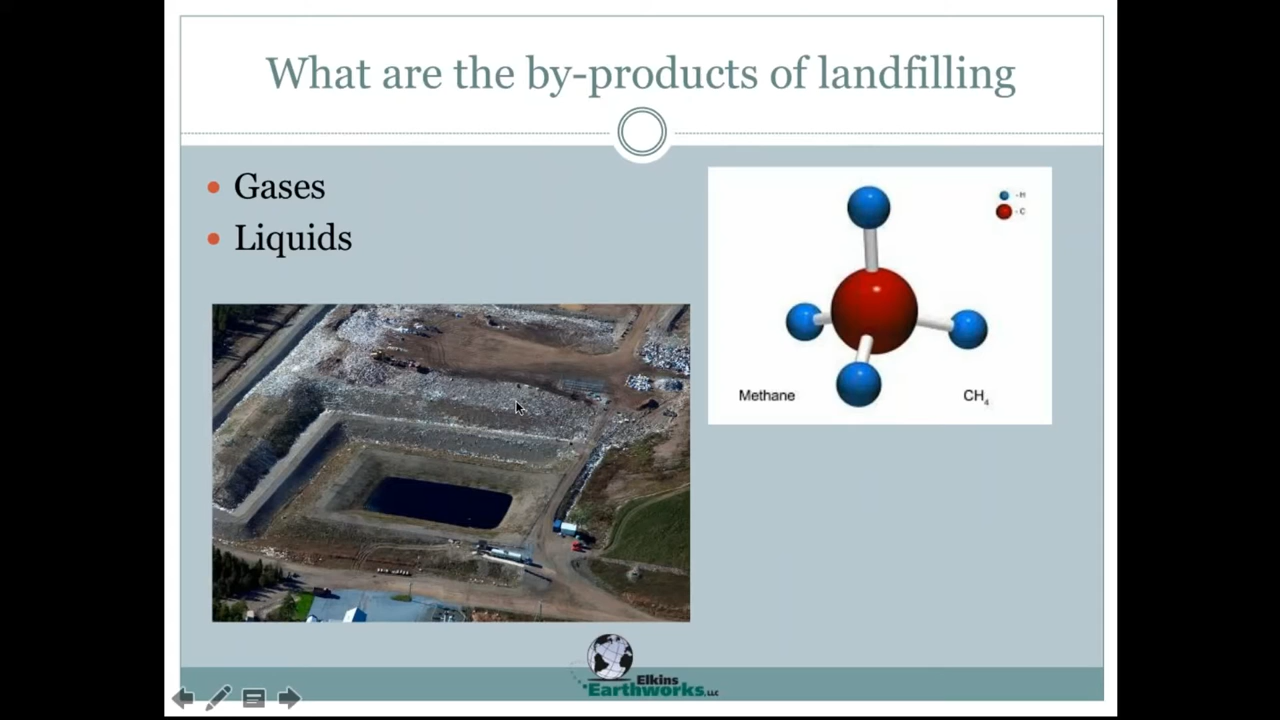 What are the by-products of landfilling
• Gases
• Liquids
- H
- C
Methane
CH₄
Elkins
Earthworks, LLC